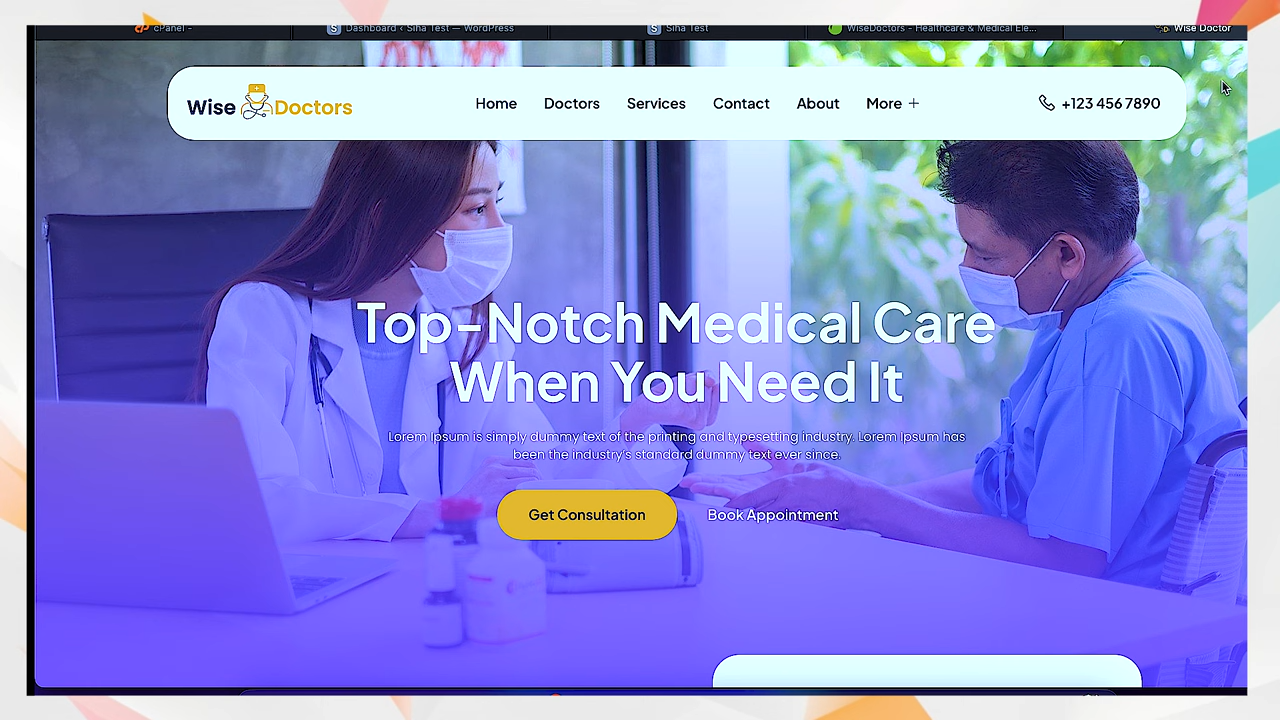 cPanel -
Dashboard ‹ Siha Test — WordPress
Siha Test
WiseDoctors - Healthcare & Medical Ele...
Wise Doctor
Wise Doctors
Home
Doctors
Services
Contact
About
More +
+123 456 7890
Top-Notch Medical Care
When You Need It
Lorem Ipsum is simply dummy text of the printing and typesetting industry. Lorem Ipsum has
been the industry's standard dummy text ever since.
Get Consultation
Book Appointment